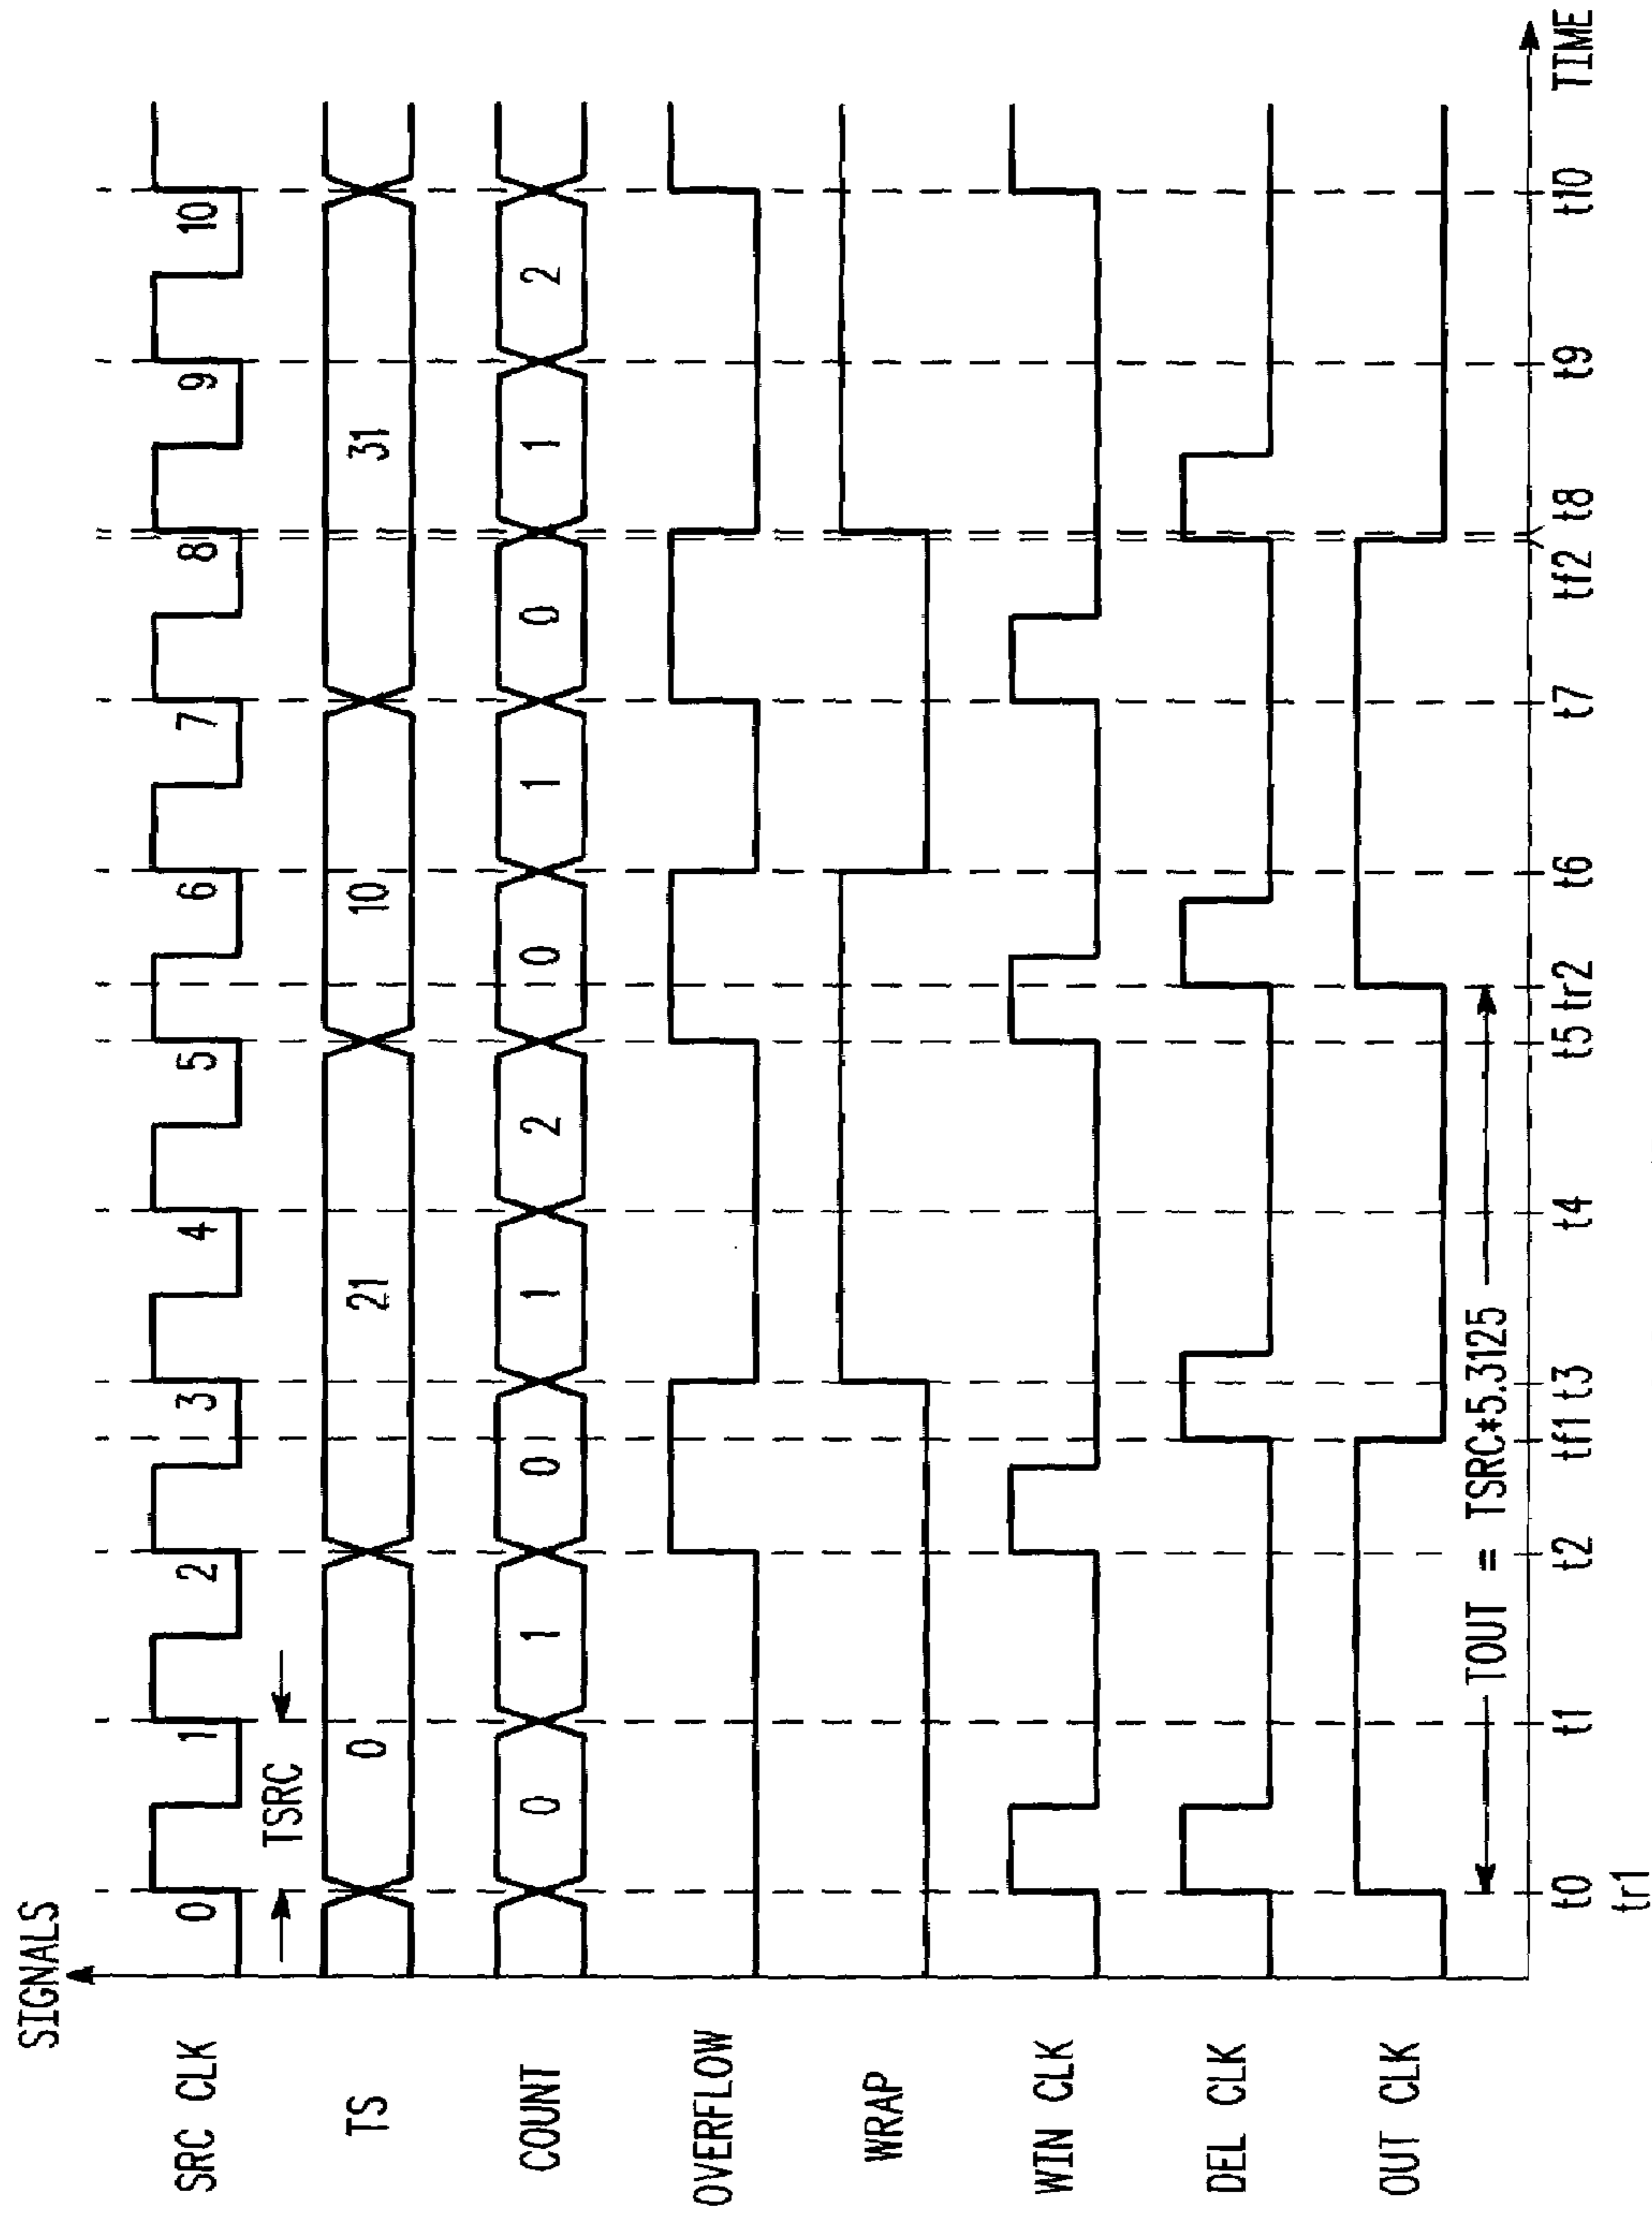 SIGNALS
SRC CLK 0 1 2 3 4 5 6 7 8 9 10
TSRC
TS 0 21 10 31
COUNT 0 1 0 1 2 0 1 0 1 2
OVERFLOW
WRAP
WIN CLK
DEL CLK
OUT CLK
TOUT = TSRC*5.3125
t0 t1 t2 tf1 t3 t4 t5 tr2 t6 t7 tf2 t8 t9 t10 TIME
tr1